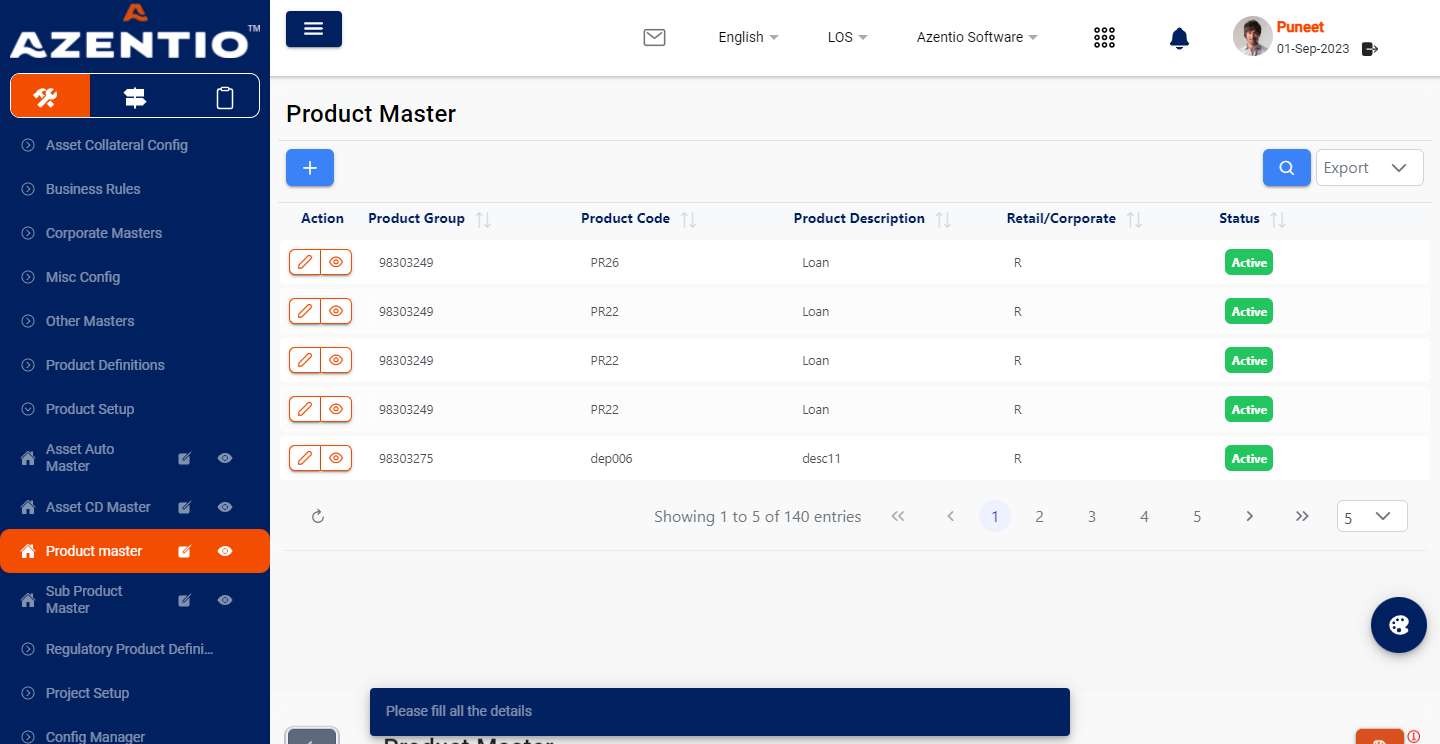 AZENTIO™
English
LOS
Azentio Software
Puneet
01-Sep-2023
Asset Collateral Config
Business Rules
Corporate Masters
Misc Config
Other Masters
Product Definitions
Product Setup
Asset Auto
Master
Asset CD Master
Product master
Sub Product
Master
Regulatory Product Defini...
Project Setup
Config Manager
Product Master
Export
Action Product Group Product Code Product Description Retail/Corporate Status
98303249 PR26 Loan R Active
98303249 PR22 Loan R Active
98303249 PR22 Loan R Active
98303249 PR22 Loan R Active
98303275 dep006 desc11 R Active
Showing 1 to 5 of 140 entries
1 2 3 4 5
5
Please fill all the details
Product Master